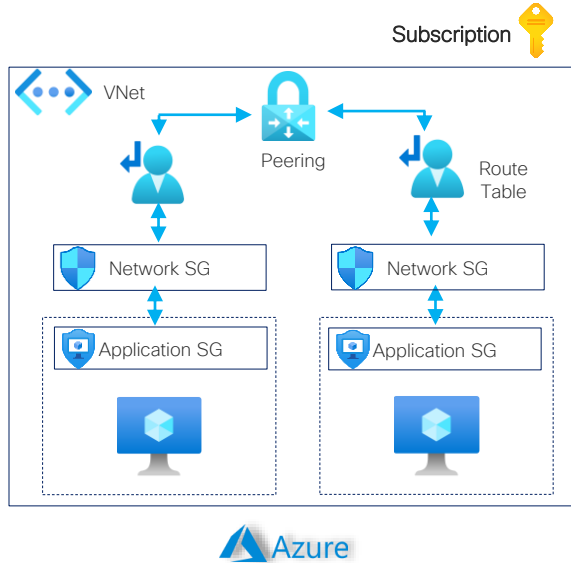 Subscription
VNet
Peering
Route
Table
Network SG
Network SG
Application SG
Application SG
Azure